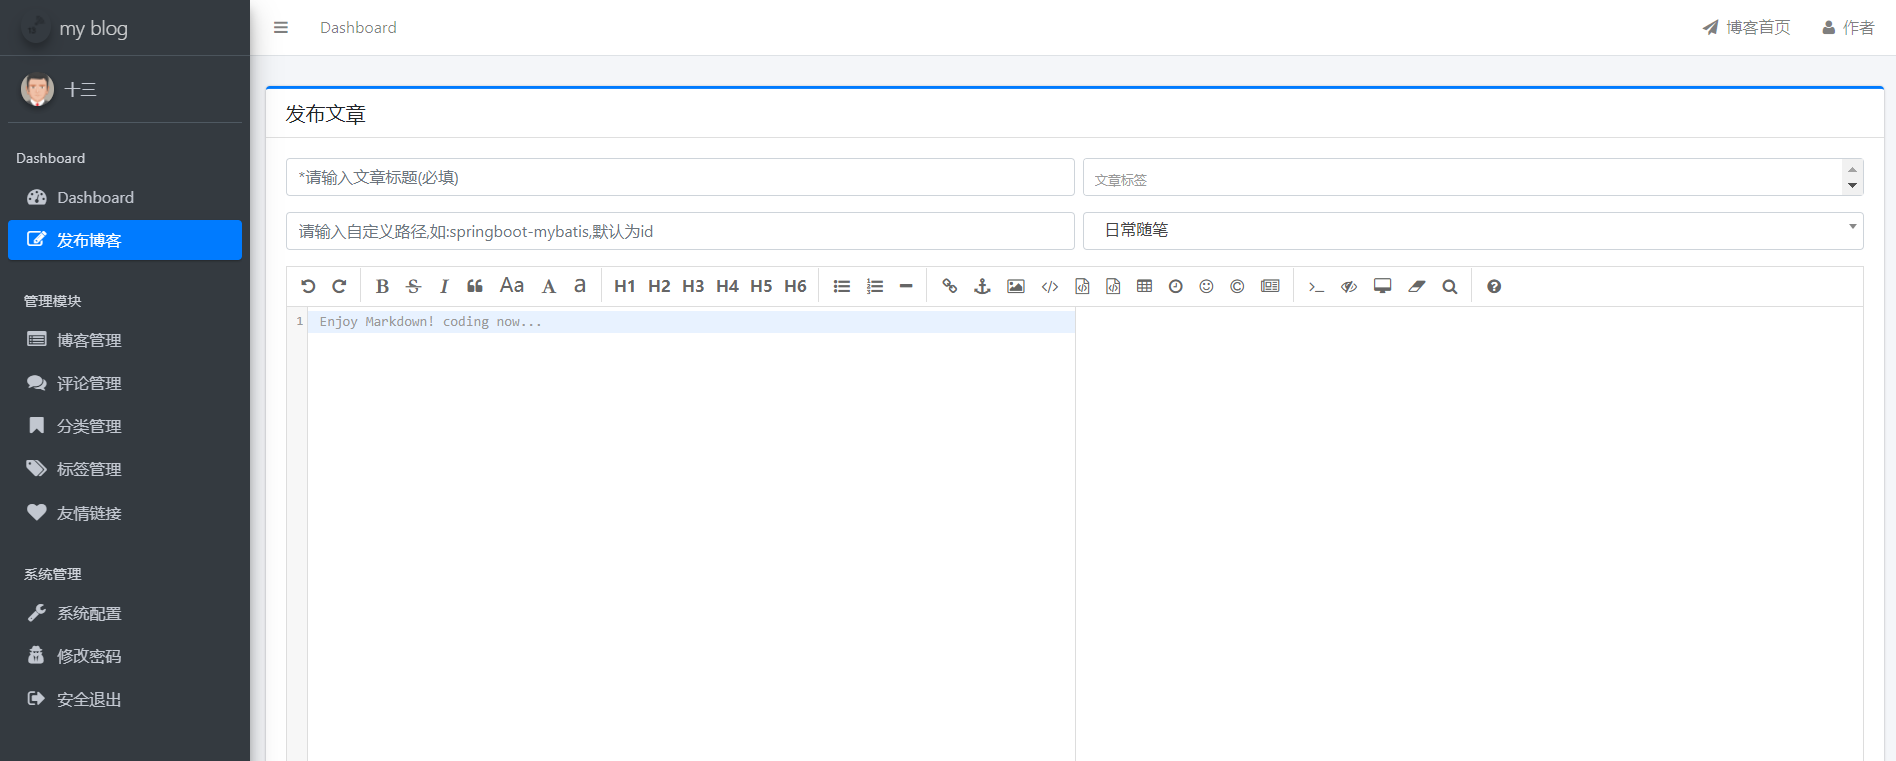 my blog
Dashboard
博客首页
作者
十三
Dashboard
Dashboard
发布博客
管理模块
博客管理
评论管理
分类管理
标签管理
友情链接
系统管理
系统配置
修改密码
安全退出
发布文章
*请输入文章标题(必填)
文章标签
请输入自定义路径,如:springboot-mybatis,默认为id
日常随笔
B S I Aa A a H1 H2 H3 H4 H5 H6
1 Enjoy Markdown! coding now...